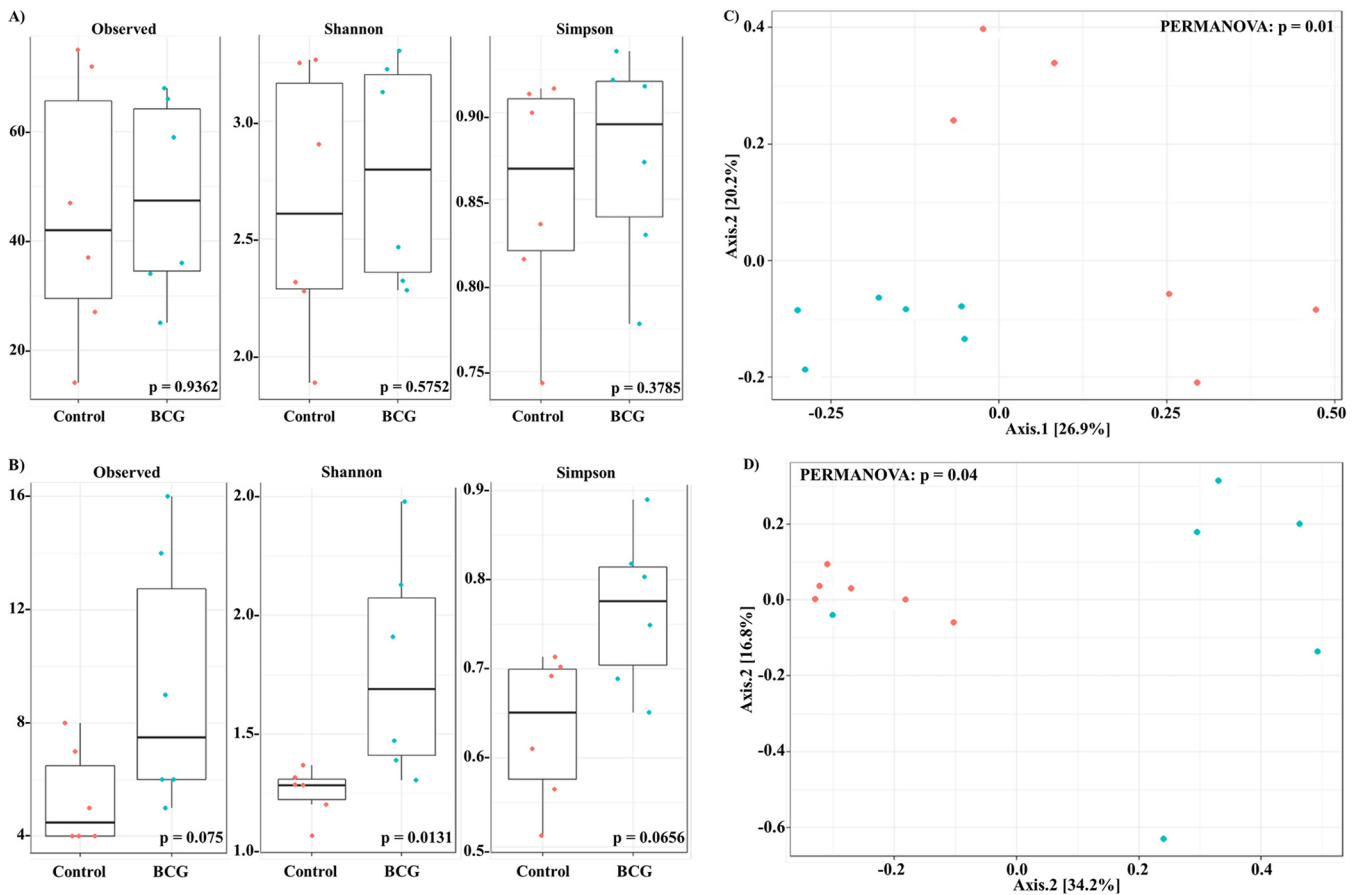 A)
Observed
Shannon
Simpson
60
40
20
3.0
2.5
2.0
0.90
0.85
0.80
0.75
p = 0.9362
p = 0.5752
p = 0.3785
Control
BCG
Control
BCG
Control
BCG
C)
PERMANOVA: p = 0.01
0.4
0.2
0.0
-0.2
Axis.2 [20.2%]
-0.25
0.0
0.25
0.50
Axis.1 [26.9%]
B)
Observed
Shannon
Simpson
16
12
8
4
2.0
2.0
1.5
1.0
0.9
0.8
0.7
0.6
0.5
p = 0.075
p = 0.0131
p = 0.0656
Control
BCG
Control
BCG
Control
BCG
D)
PERMANOVA: p = 0.04
0.2
0.0
-0.2
-0.4
-0.6
Axis.2 [16.8%]
-0.2
0.0
0.2
0.4
Axis.2 [34.2%]